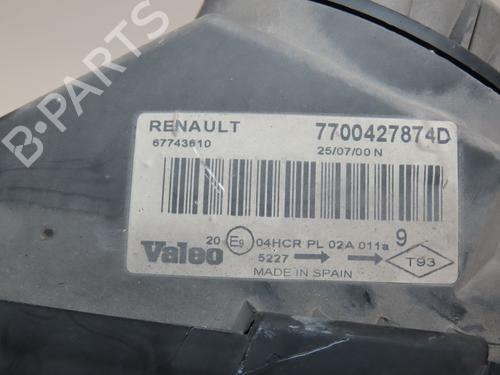 B-PARTS
RENAULT 7700427874D
67743610 25/07/00 N
9
Valeo 20 E9 04HCR PL 02A 011a
5227 T93
MADE IN SPAIN